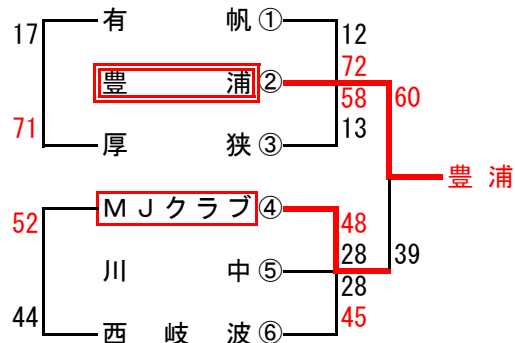 17 有帆① 12
豊浦② 72
58 60
71 厚狭③ 13
豊浦
52 MJクラブ④ 48
川中⑤ 28 39
28
44 西岐波⑥ 45